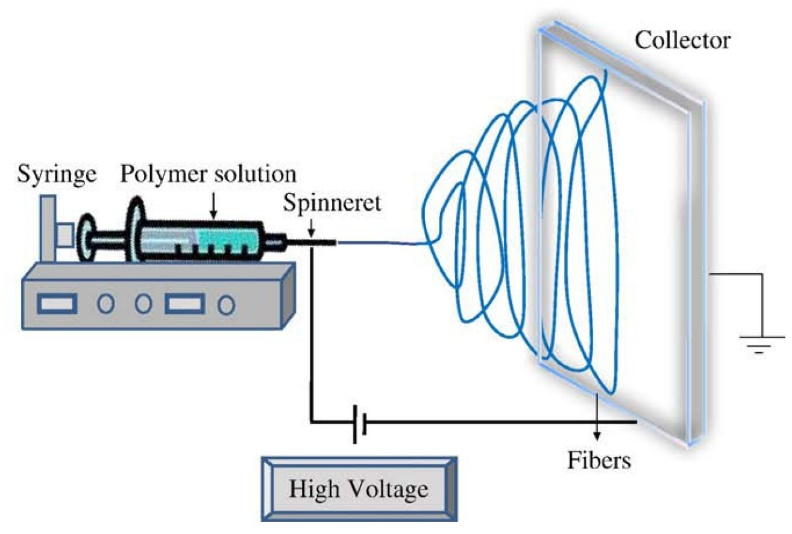 Collector
Syringe
Polymer solution
Spinneret
Fibers
High Voltage